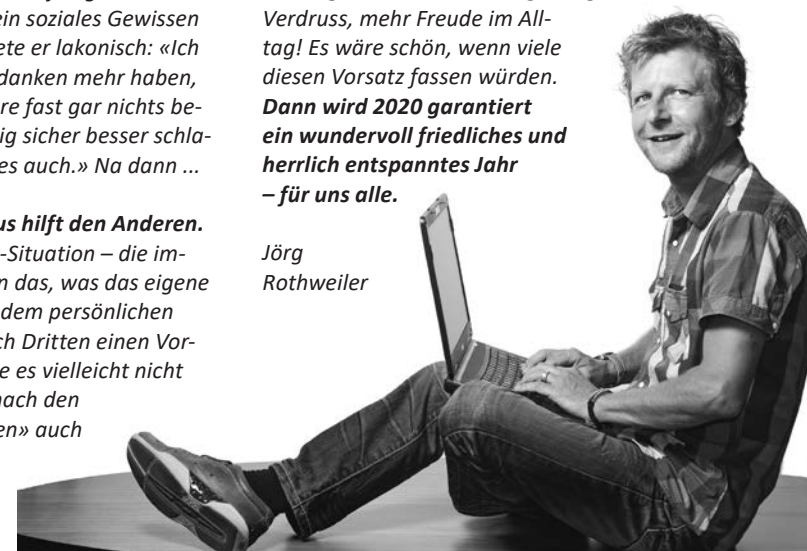 ein soziales Gewissen
ete er lakonisch: «Ich
danken mehr haben,
re fast gar nichts be-
ig sicher besser schla-
es auch.» Na dann ...
us hilft den Anderen.
-Situation – die im-
n das, was das eigene
dem persönlichen
ch Dritten einen Vor-
e es vielleicht nicht
nach den
en» auch
Verdruss, mehr Freude im All-
tag! Es wäre schön, wenn viele
diesen Vorsatz fassen würden.
Dann wird 2020 garantiert
ein wundervoll friedliches und
herrlich entspanntes Jahr
– für uns alle.
Jörg
Rothweiler